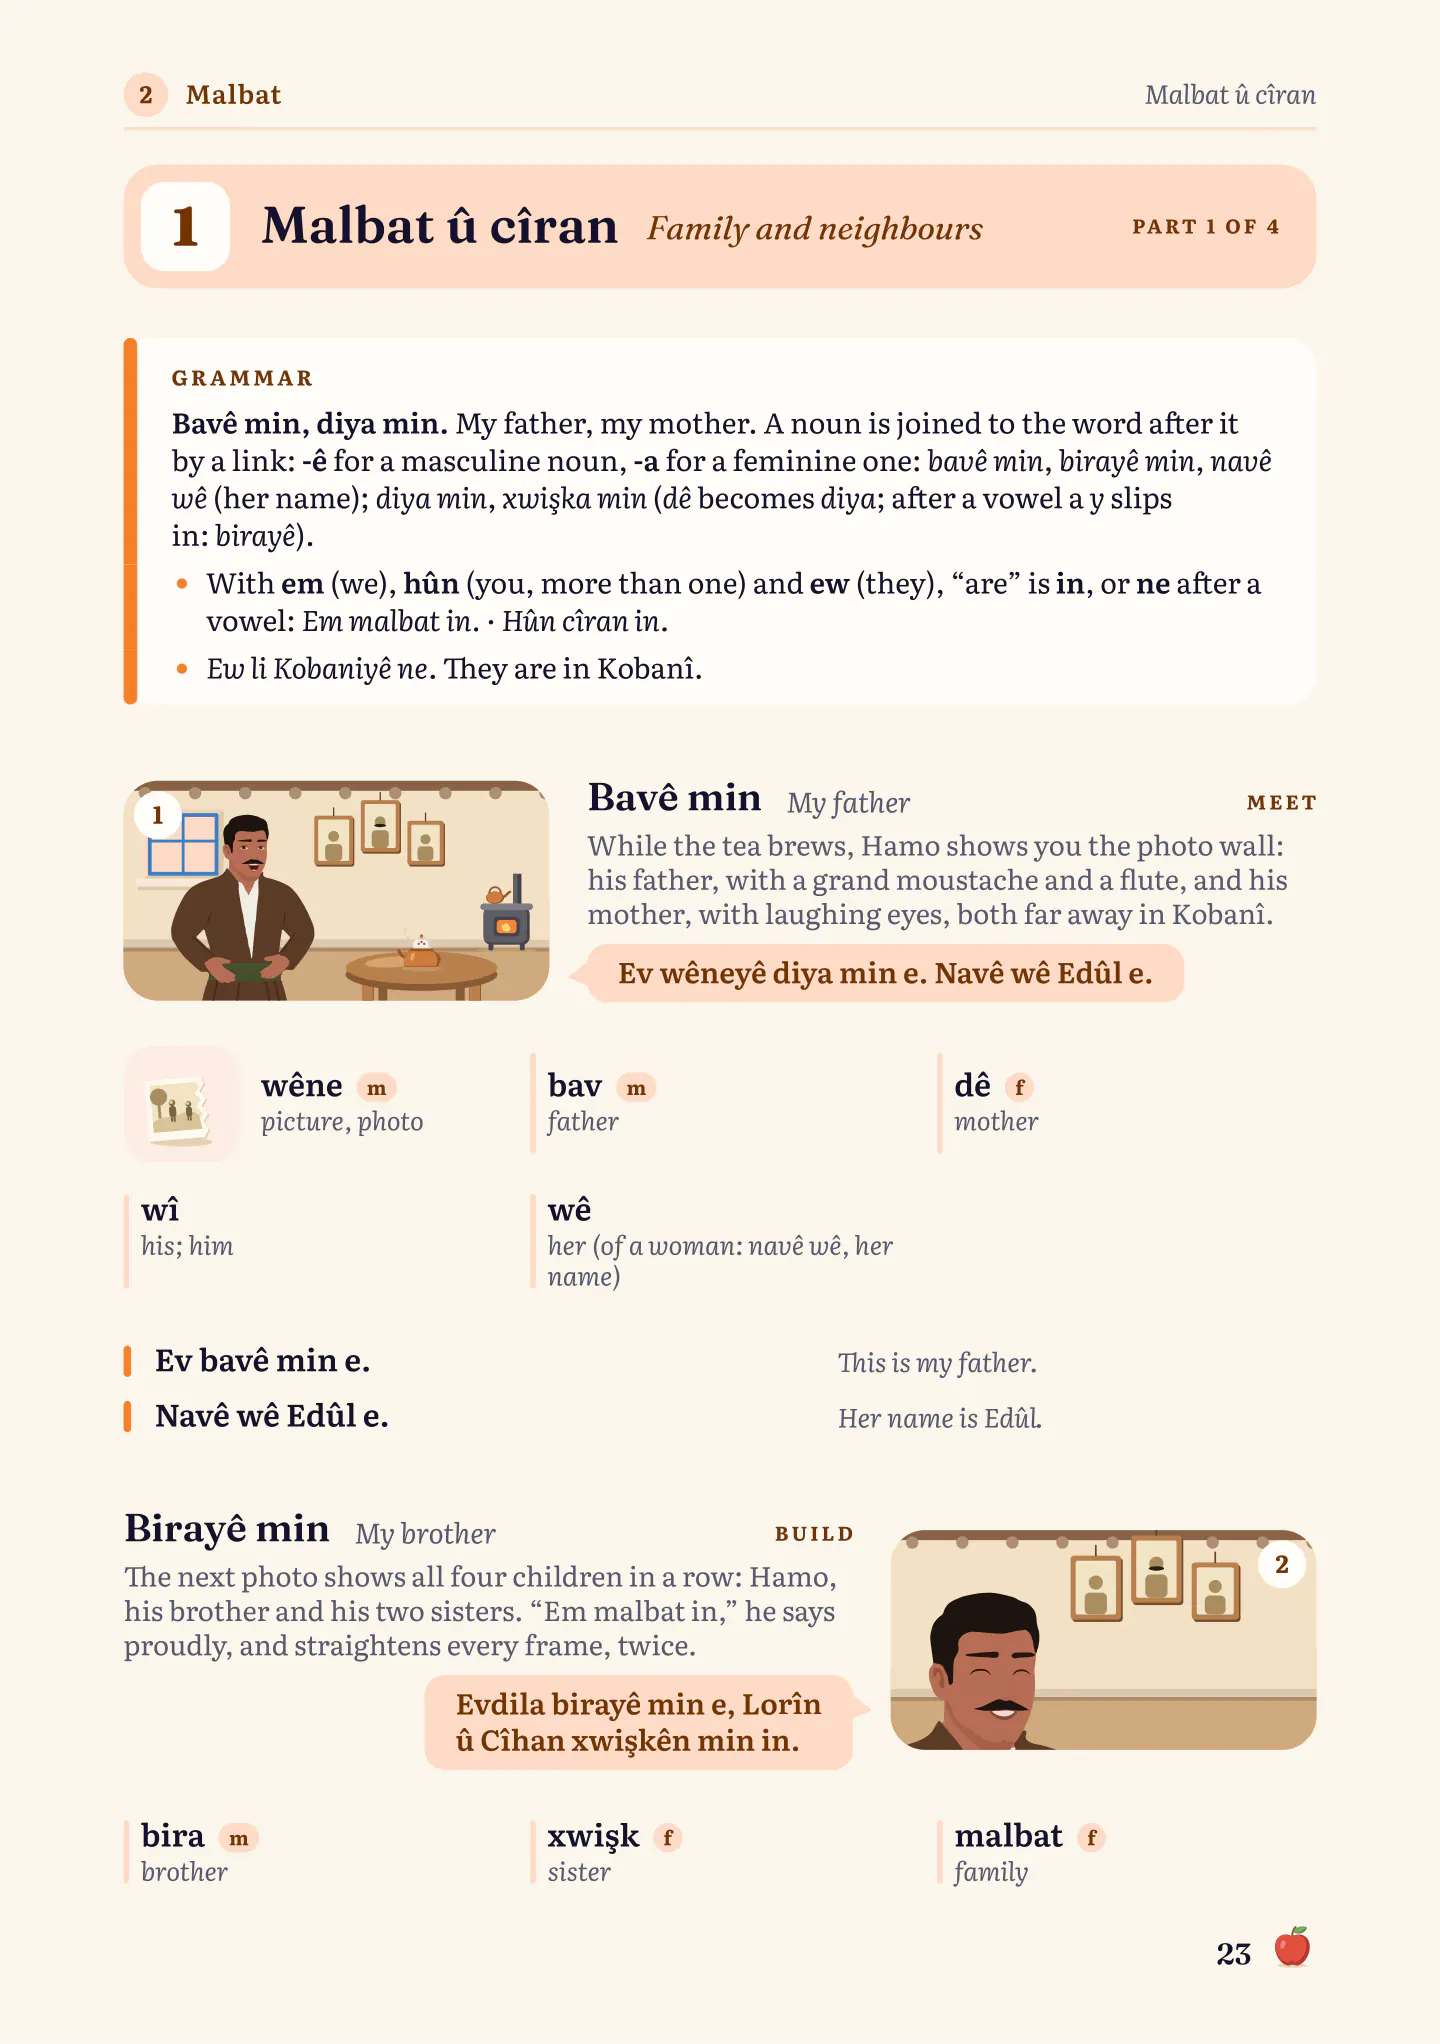 2 Malbat
Malbat û cîran
1 Malbat û cîran Family and neighbours PART 1 OF 4
GRAMMAR
Bavê min, diya min. My father, my mother. A noun is joined to the word after it
by a link: -ê for a masculine noun, -a for a feminine one: bavê min, birayê min, navê
wê (her name); diya min, xwişka min (dê becomes diya; after a vowel a y slips
in: birayê).
• With em (we), hûn (you, more than one) and ew (they), “are” is in, or ne after a
vowel: Em malbat in. · Hûn cîran in.
• Ew li Kobaniyê ne. They are in Kobanî.
1
Bavê min My father MEET
While the tea brews, Hamo shows you the photo wall:
his father, with a grand moustache and a flute, and his
mother, with laughing eyes, both far away in Kobanî.
Ev wêneyê diya min e. Navê wê Edûl e.
wêne m
picture, photo
bav m
father
dê f
mother
wî
his; him
wê
her (of a woman: navê wê, her
name)
Ev bavê min e. This is my father.
Navê wê Edûl e. Her name is Edûl.
Birayê min My brother BUILD
The next photo shows all four children in a row: Hamo,
his brother and his two sisters. “Em malbat in,” he says
proudly, and straightens every frame, twice.
Evdila birayê min e, Lorîn
û Cîhan xwişkên min in.
2
bira m
brother
xwişk f
sister
malbat f
family
23